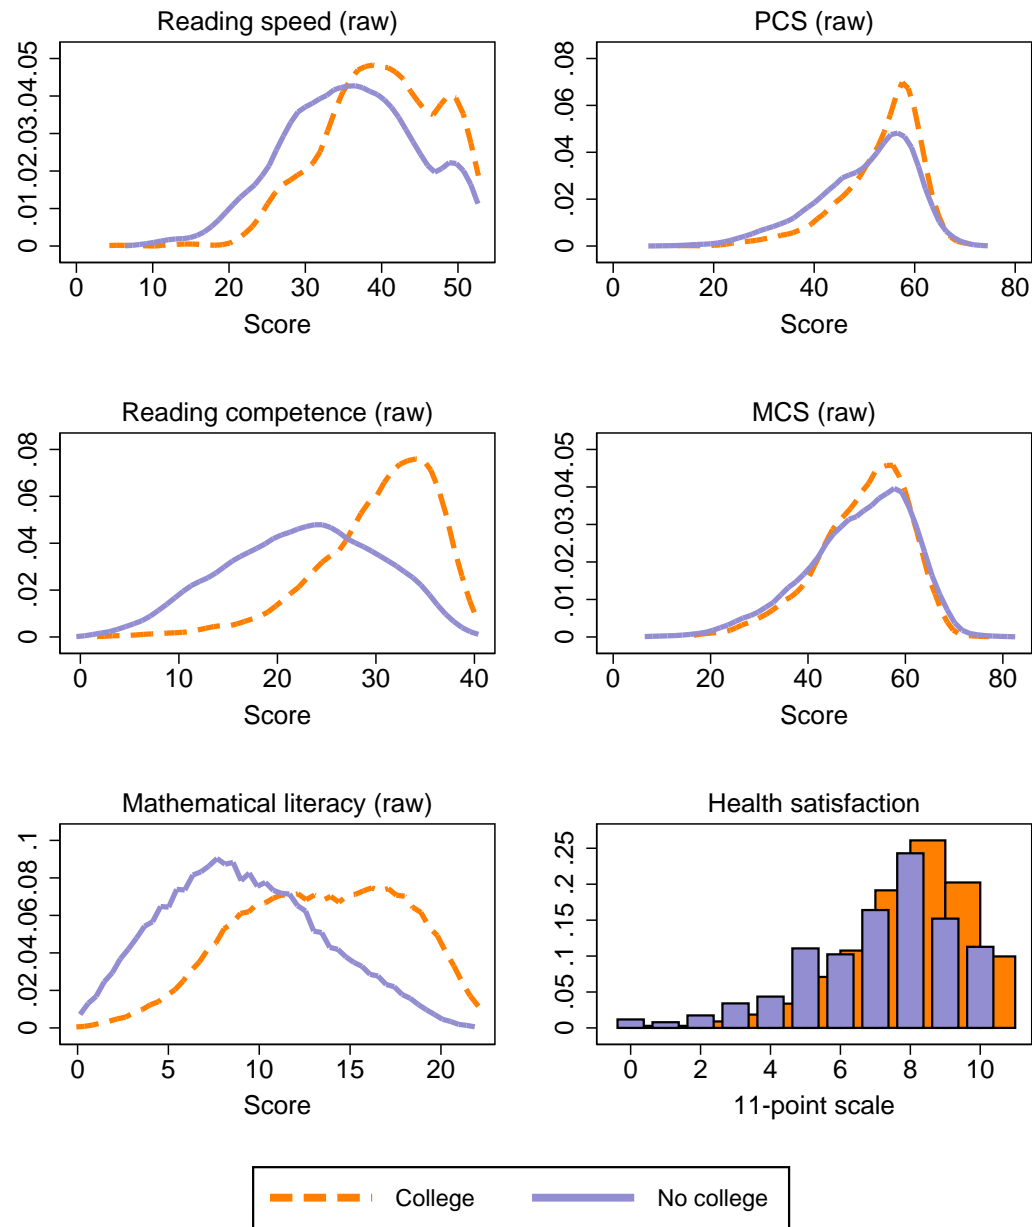 Reading speed (raw)
0 .01 .02 .03 .04 .05
0 10 20 30 40 50
Score
PCS (raw)
0 .02 .04 .06 .08
0 20 40 60 80
Score
Reading competence (raw)
0 .02 .04 .06 .08
0 10 20 30 40
Score
MCS (raw)
0 .01 .02 .03 .04 .05
0 20 40 60 80
Score
Mathematical literacy (raw)
0 .02 .04 .06 .08 .1
0 5 10 15 20
Score
Health satisfaction
0 .05 .1 .15 .2 .25
0 2 4 6 8 10
11-point scale
College No college